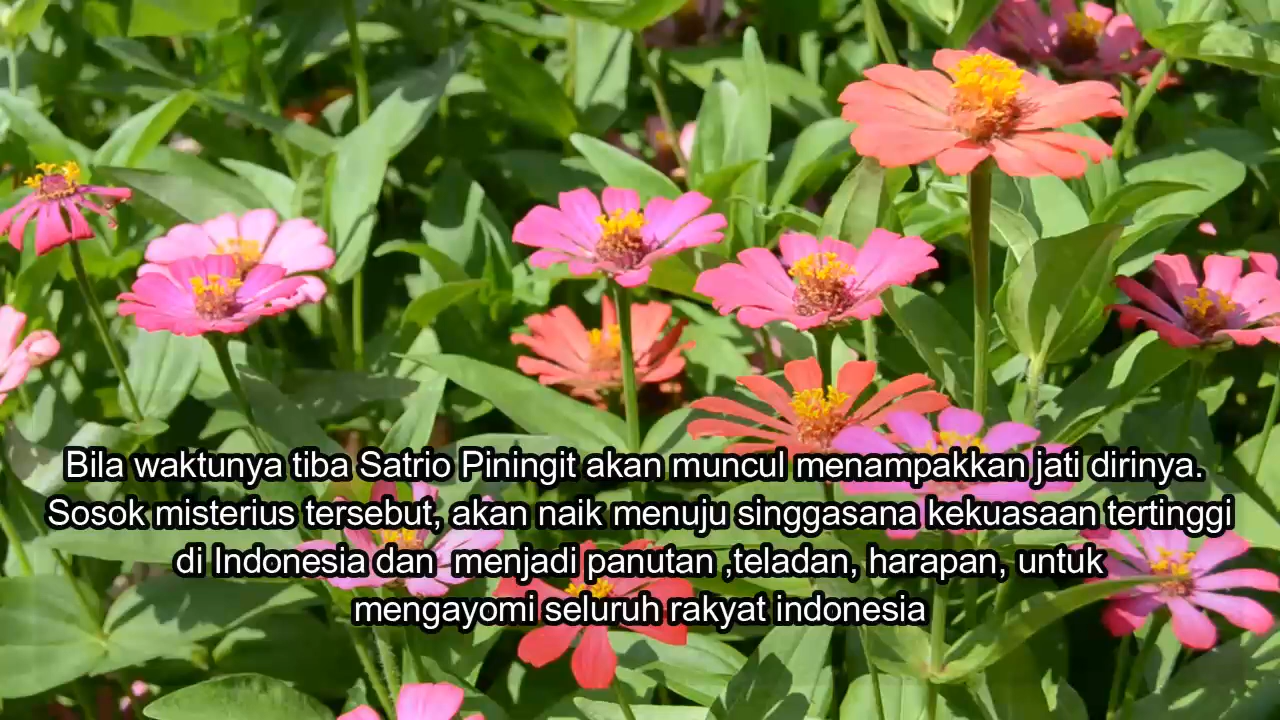 Bila waktunya tiba Satrio Piningit akan muncul menampakkan jati dirinya.
Sosok misterius tersebut, akan naik menuju singgasana kekuasaan tertinggi
di Indonesia dan  menjadi panutan ,teladan, harapan, untuk
mengayomi seluruh rakyat indonesia